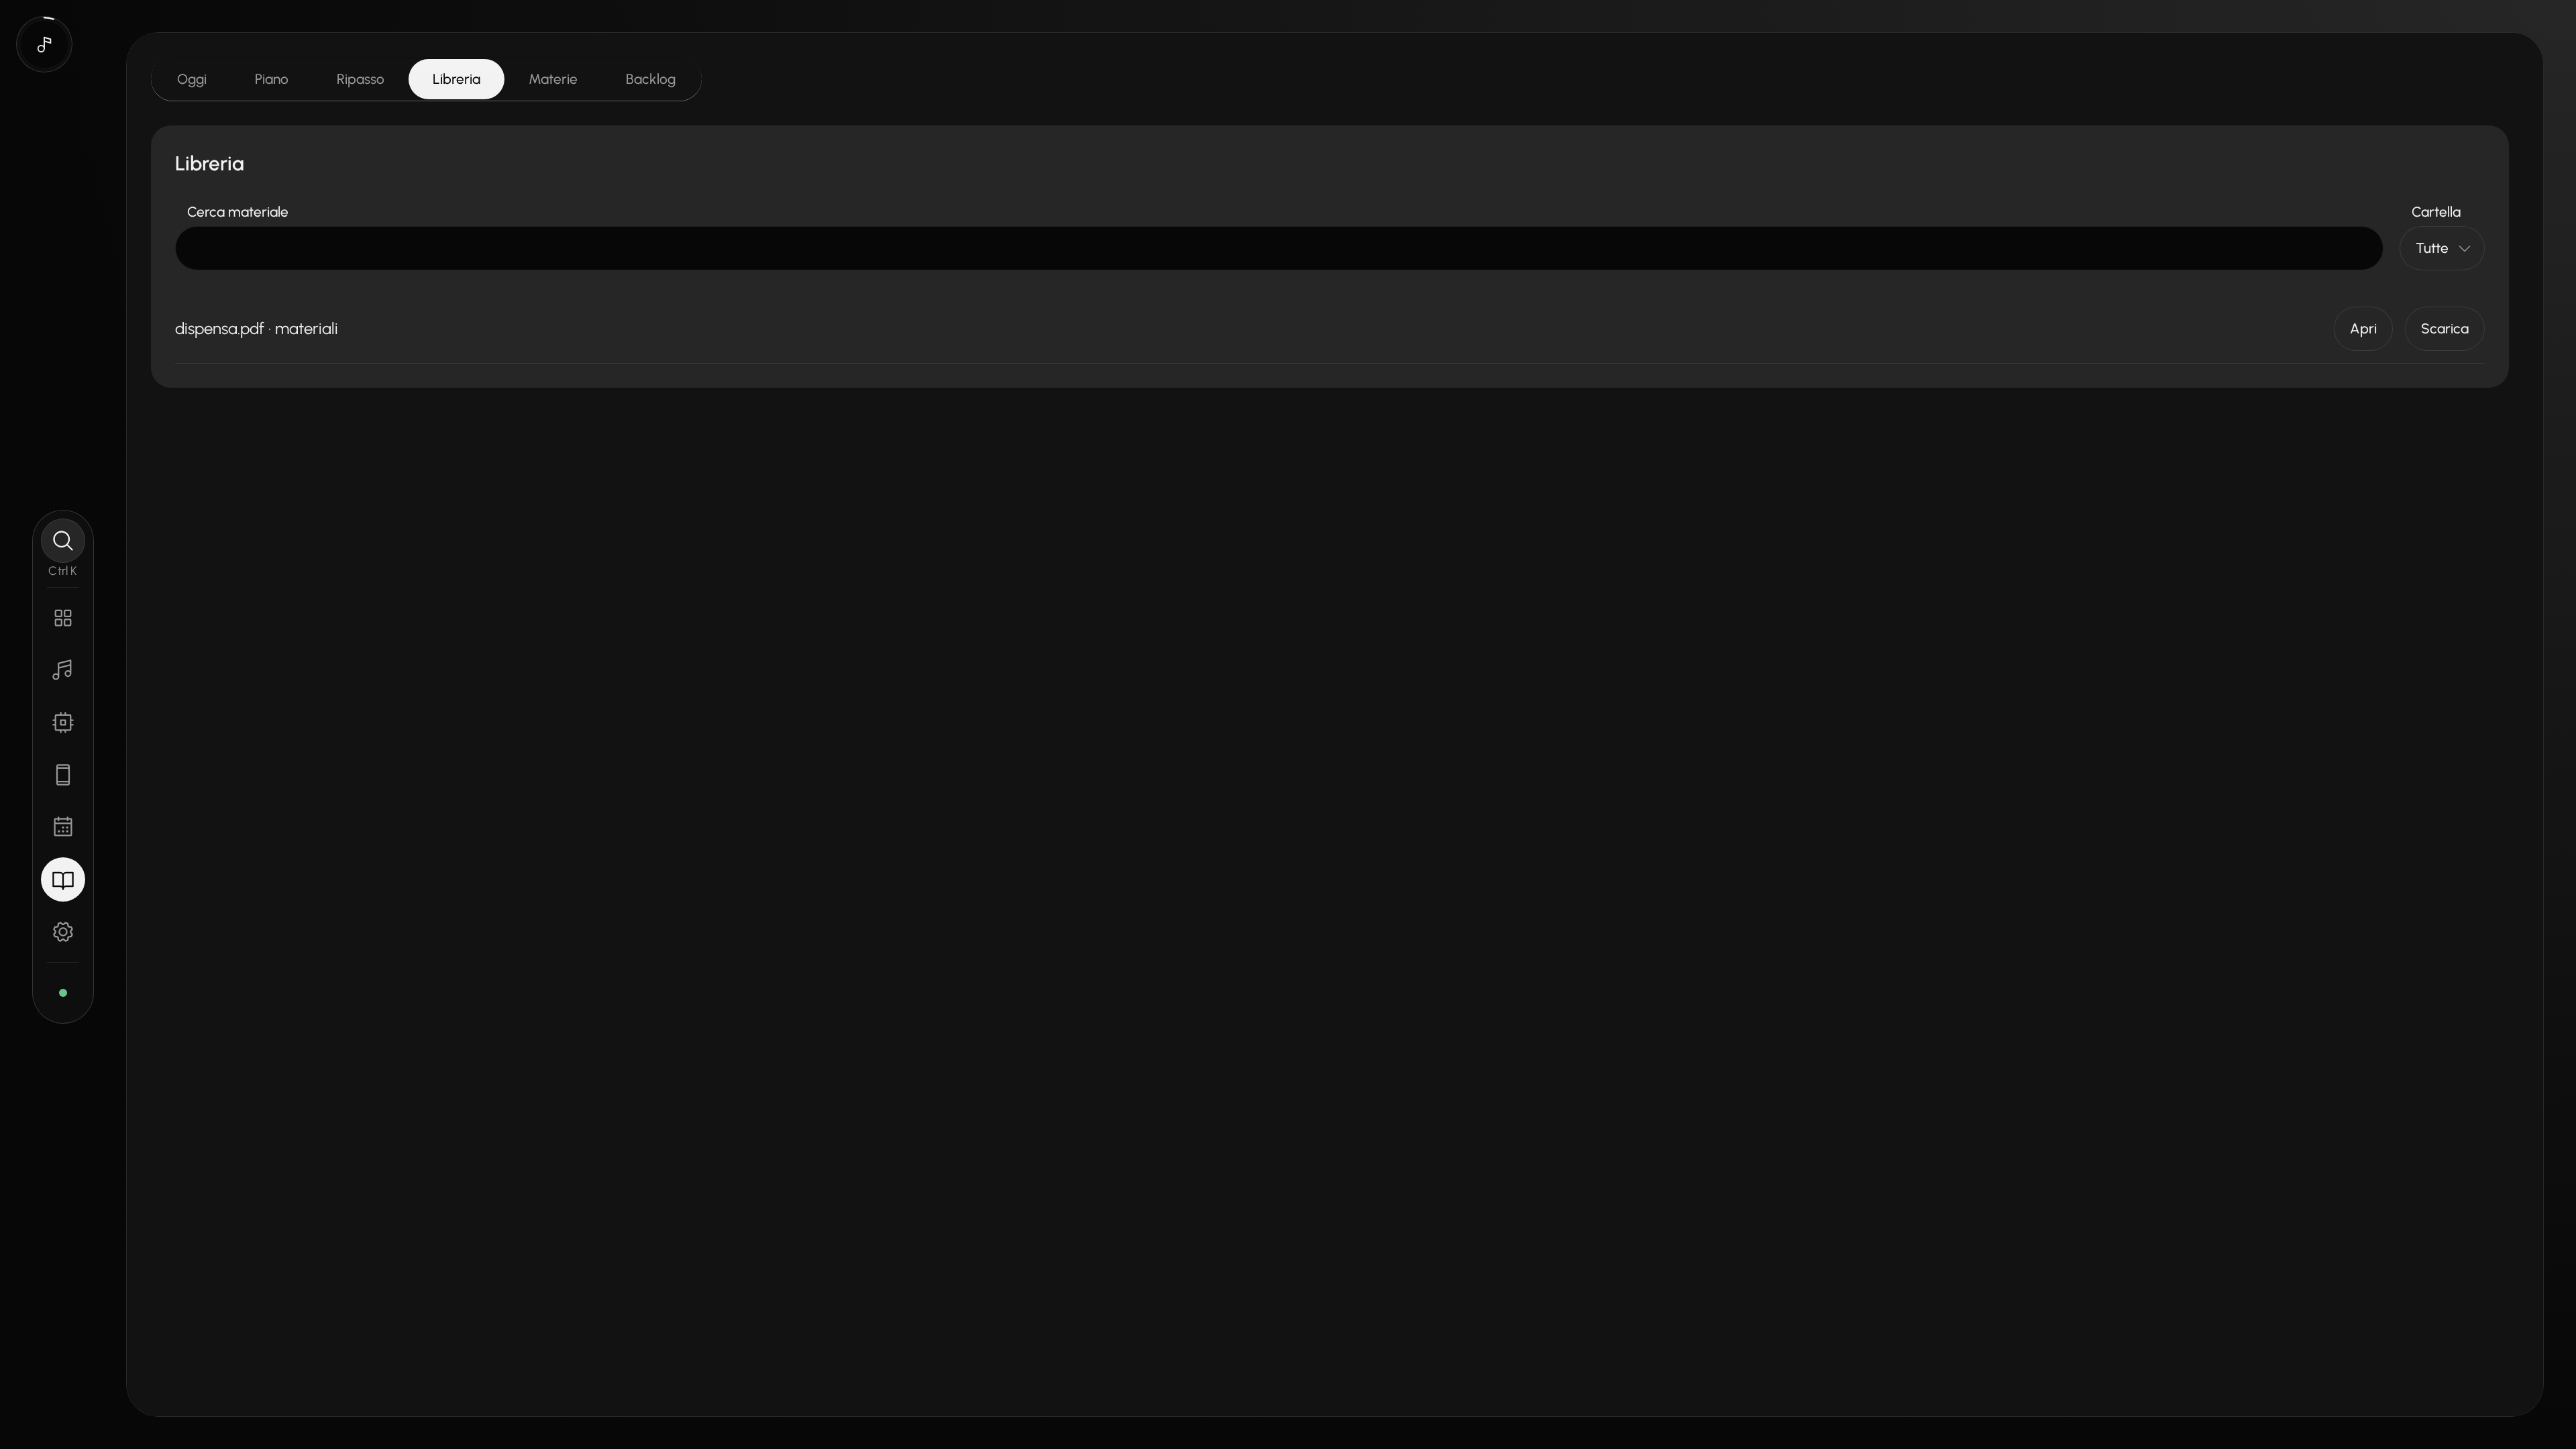 Oggi Piano Ripasso Libreria Materie Backlog
Libreria
Cerca materiale Cartella
Tutte
dispensa.pdf · materiali Apri Scarica
Ctrl K